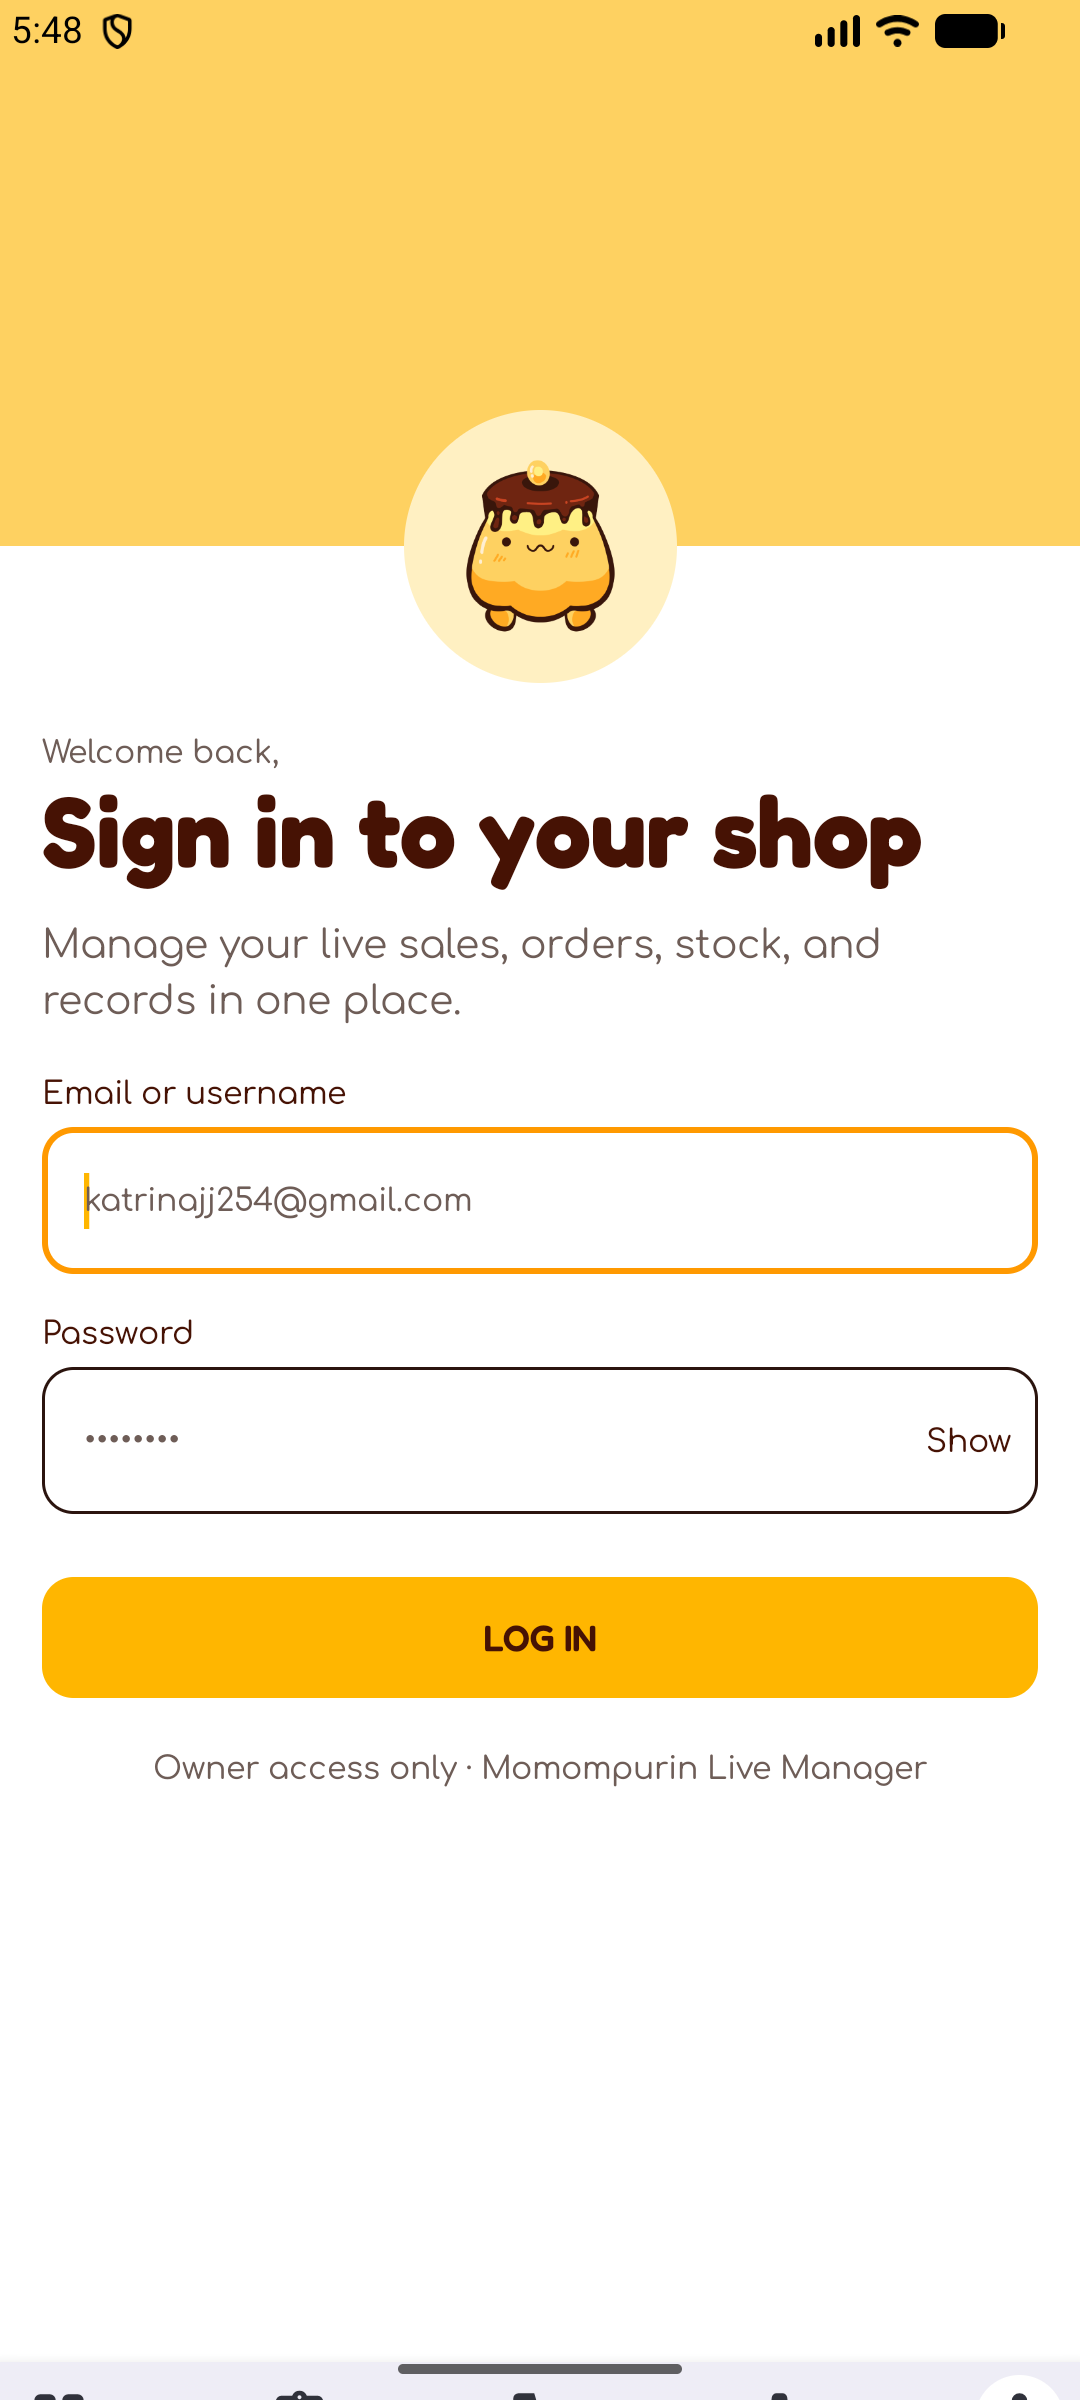 5:48
Welcome back,
Sign in to your shop
Manage your live sales, orders, stock, and
records in one place.
Email or username
katrinajj254@gmail.com
Password
••••••••
Show
LOG IN
Owner access only · Momompurin Live Manager